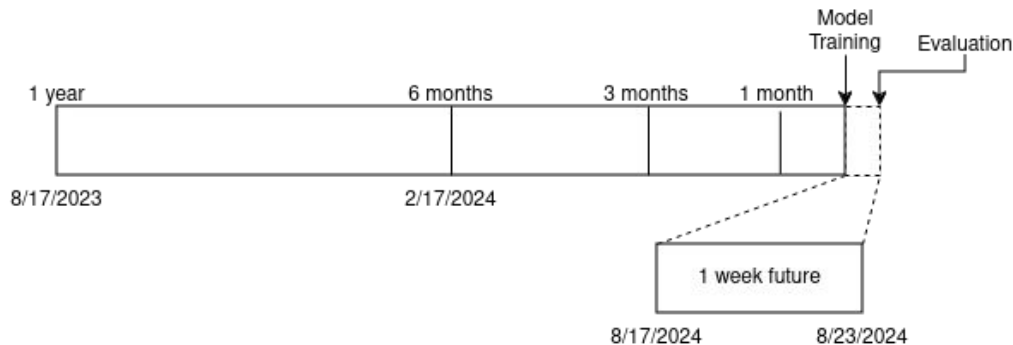 Model
Training
Evaluation
1 year
6 months
3 months
1 month
8/17/2023
2/17/2024
1 week future
8/17/2024
8/23/2024